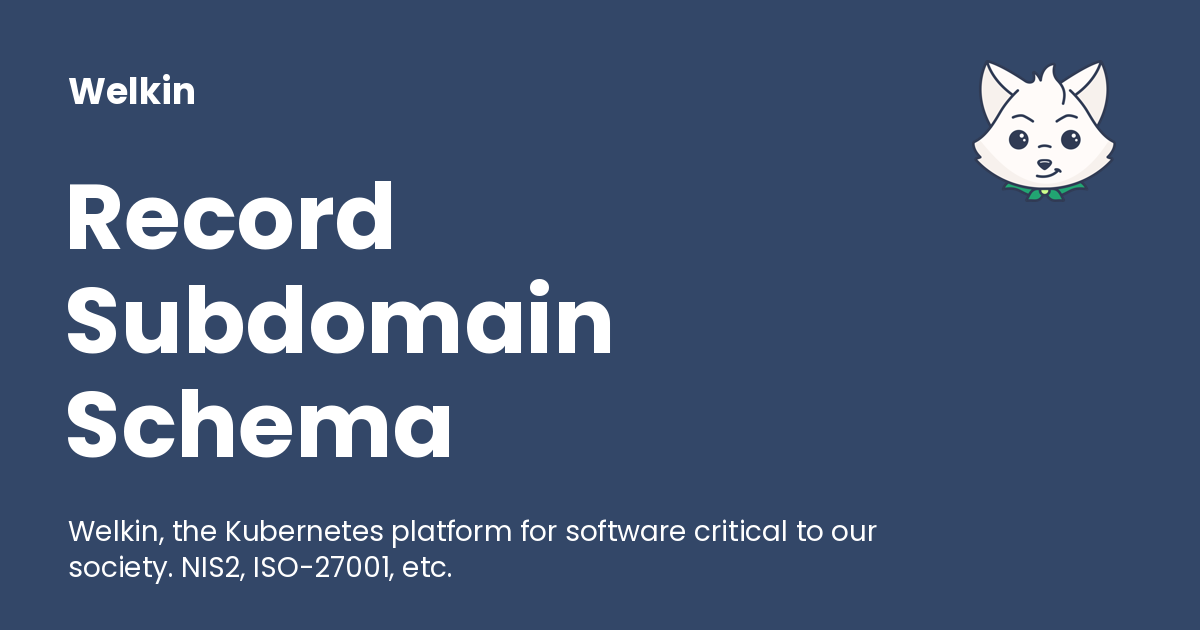 Welkin
Record
Subdomain
Schema
Welkin, the Kubernetes platform for software critical to our
society. NIS2, ISO-27001, etc.